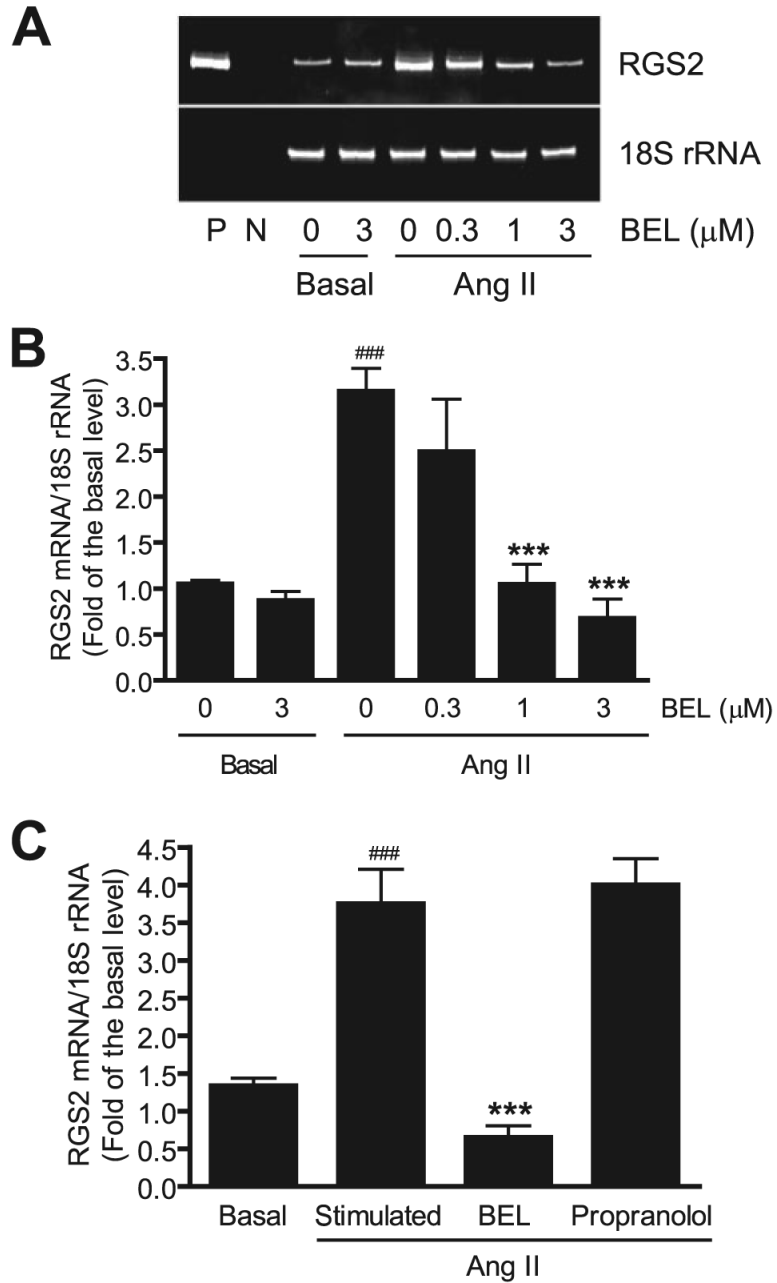 A
RGS2
18S rRNA
P N 0 3 0 0.3 1 3 BEL (μM)
Basal Ang II
B
RGS2 mRNA/18S rRNA
(Fold of the basal level)
3.5
3.0
2.5
2.0
1.5
1.0
0.5
0.0
###
***
***
0 3 0 0.3 1 3 BEL (μM)
Basal Ang II
C
RGS2 mRNA/18S rRNA
(Fold of the basal level)
4.5
4.0
3.5
3.0
2.5
2.0
1.5
1.0
0.5
0.0
###
***
Basal Stimulated BEL Propranolol
Ang II